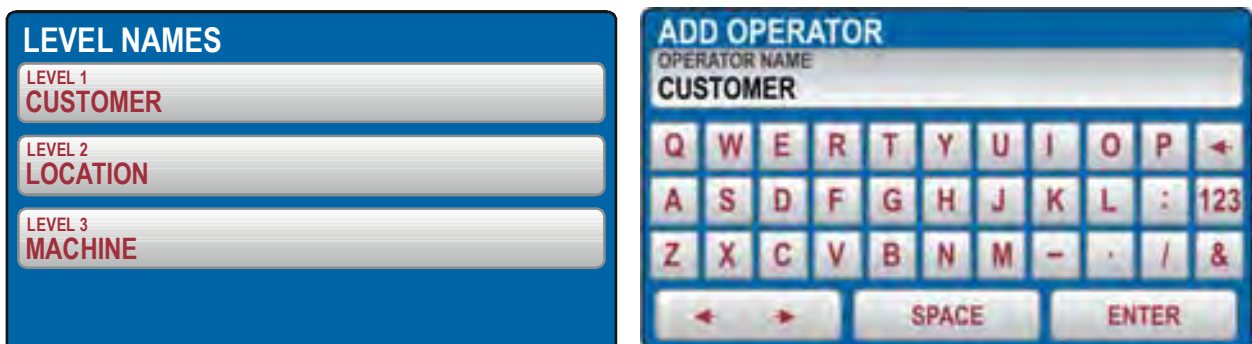 LEVEL NAMES
LEVEL 1
CUSTOMER
LEVEL 2
LOCATION
LEVEL 3
MACHINE
ADD OPERATOR
OPERATOR NAME
CUSTOMER
Q W E R T Y U I O P
A S D F G H J K L : 123
Z X C V B N M - . / &
SPACE ENTER